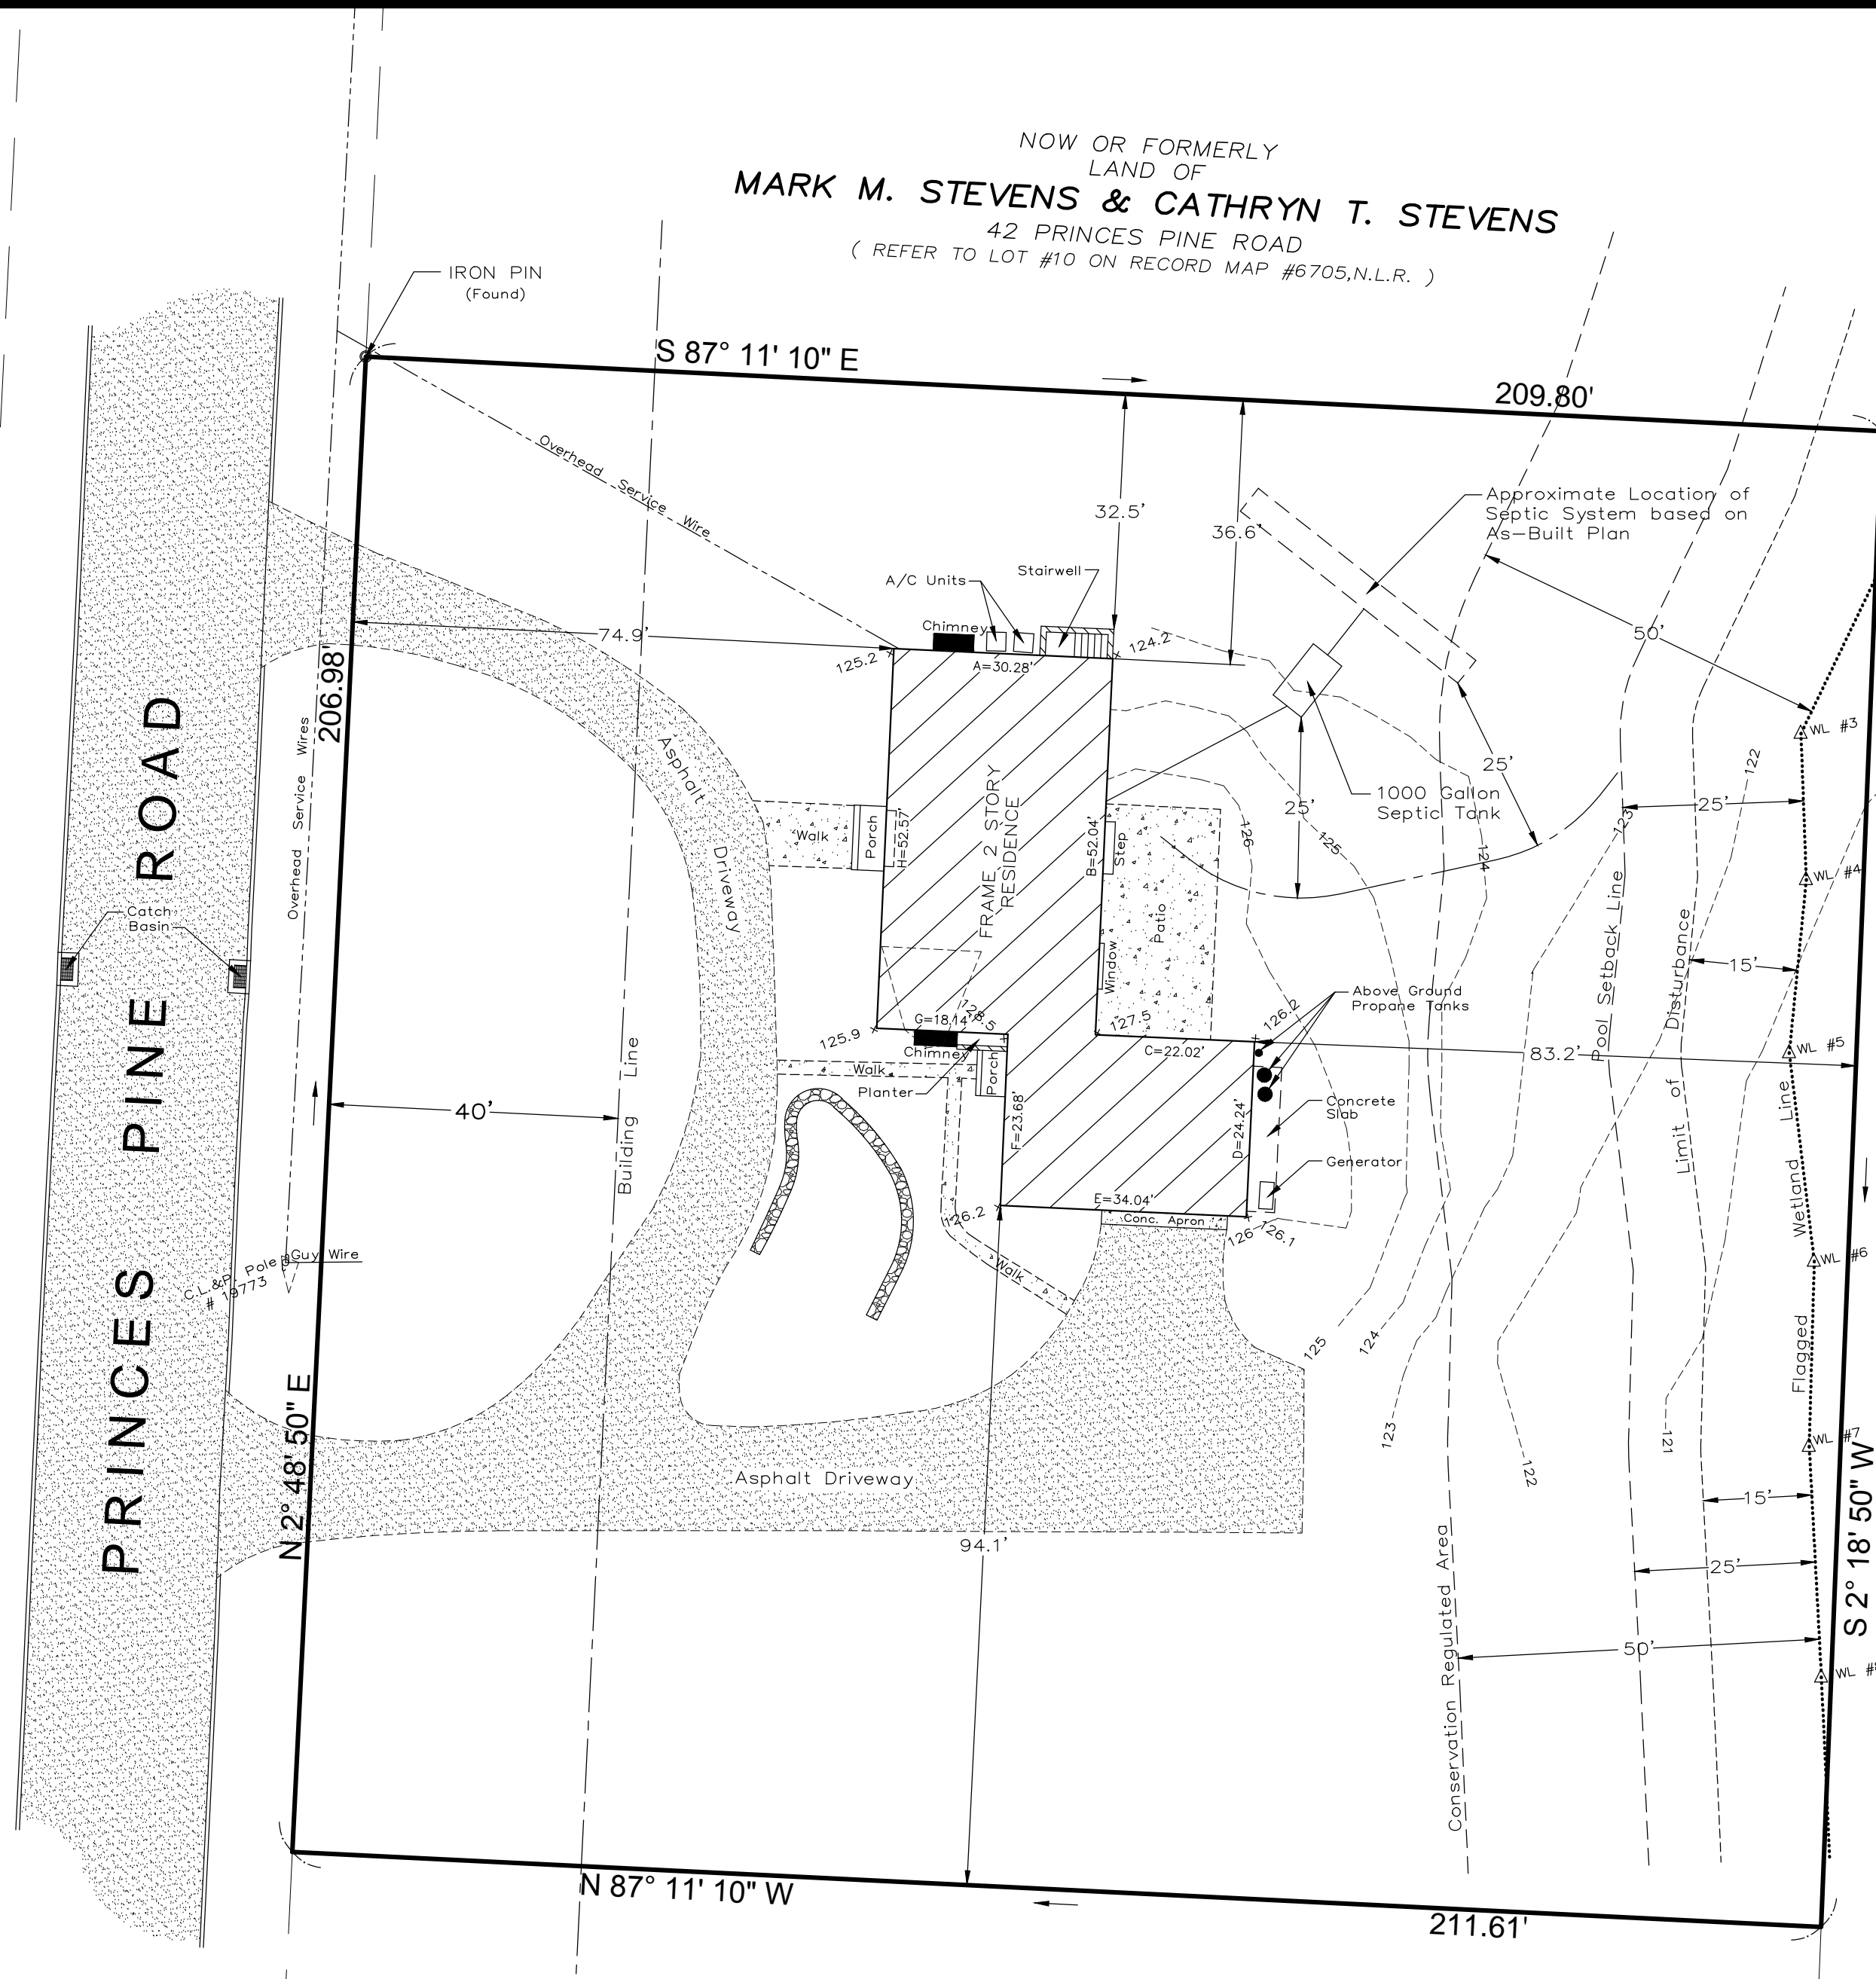 NOW OR FORMERLY
LAND OF
MARK M. STEVENS & CATHRYN T. STEVENS
42 PRINCES PINE ROAD
( REFER TO LOT #10 ON RECORD MAP #6705,N.L.R. )
IRON PIN
(Found)
S 87° 11' 10" E
209.80'
Overhead Service Wire
32.5'
36.6'
Approximate Location of
Septic System based on
As-Built Plan
A/C Units
Stairwell
Chimney
74.9'
125.2
A=30.28'
124.2
50'
206.98'
Overhead Service Wires
PRINCES PINE ROAD
Asphalt
Driveway
Walk
Porch
H=52.57'
FRAME 2 STORY
RESIDENCE
B=52.04'
Step
Patio
Window
25'
25'
1000 Gallon
Septic Tank
126
125
124
123
122
25'
WL #3
WL #4
Pool Setback Line
Limit of Disturbance
15'
Catch
Basin
125.9
G=18.14'
128.5
127.5
126.2
Above Ground
Propane Tanks
C=22.02'
83.2'
WL #5
Chimney
Walk
Planter
Porch
F=23.68'
D=24.24'
Concrete
Slab
Generator
40'
Building Line
E=34.04'
126.2
Conc. Apron
126
126.1
Walk
Flagged Wetland Line
WL #6
C.L.&P. Pole
# 19773
Guy Wire
125
124
123
122
121
WL #7
N 2° 48' 50" E
Asphalt Driveway
94.1'
15'
25'
50'
S 2° 18' 50" W
Conservation Regulated Area
N 87° 11' 10" W
211.61'